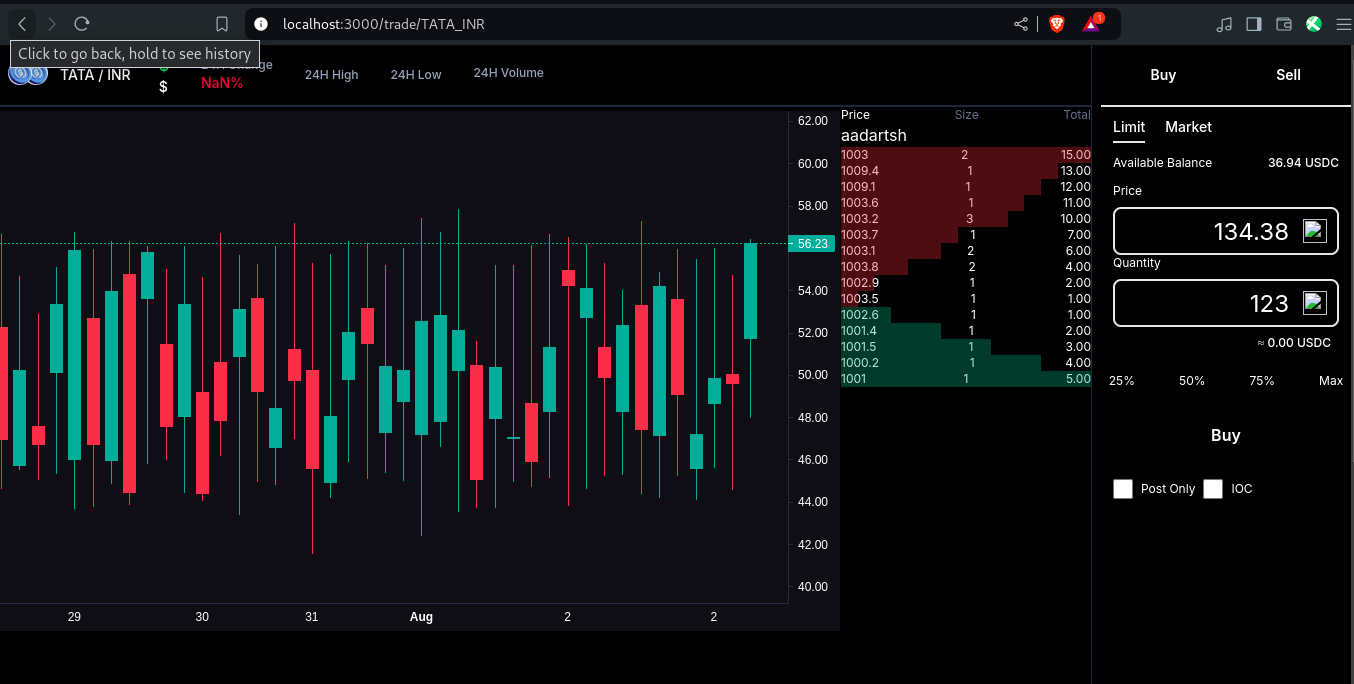 localhost:3000/trade/TATA_INR
1
Click to go back, hold to see history
TATA / INR
$
NaN%
24H High
24H Low
24H Volume
62.00
60.00
58.00
56.23
54.00
52.00
50.00
48.00
46.00
44.00
42.00
40.00
29
30
31
Aug
2
2
Price Size Total
aadartsh
1003 2 15.00
1009.4 1 13.00
1009.1 1 12.00
1003.6 1 11.00
1003.2 3 10.00
1003.7 1 7.00
1003.1 2 6.00
1003.8 2 4.00
1002.9 1 2.00
1003.5 1 1.00
1002.6 1 1.00
1001.4 1 2.00
1001.5 1 3.00
1000.2 1 4.00
1001 1 5.00
Buy Sell
Limit Market
Available Balance 36.94 USDC
Price
134.38
Quantity
123
≈ 0.00 USDC
25% 50% 75% Max
Buy
Post Only IOC